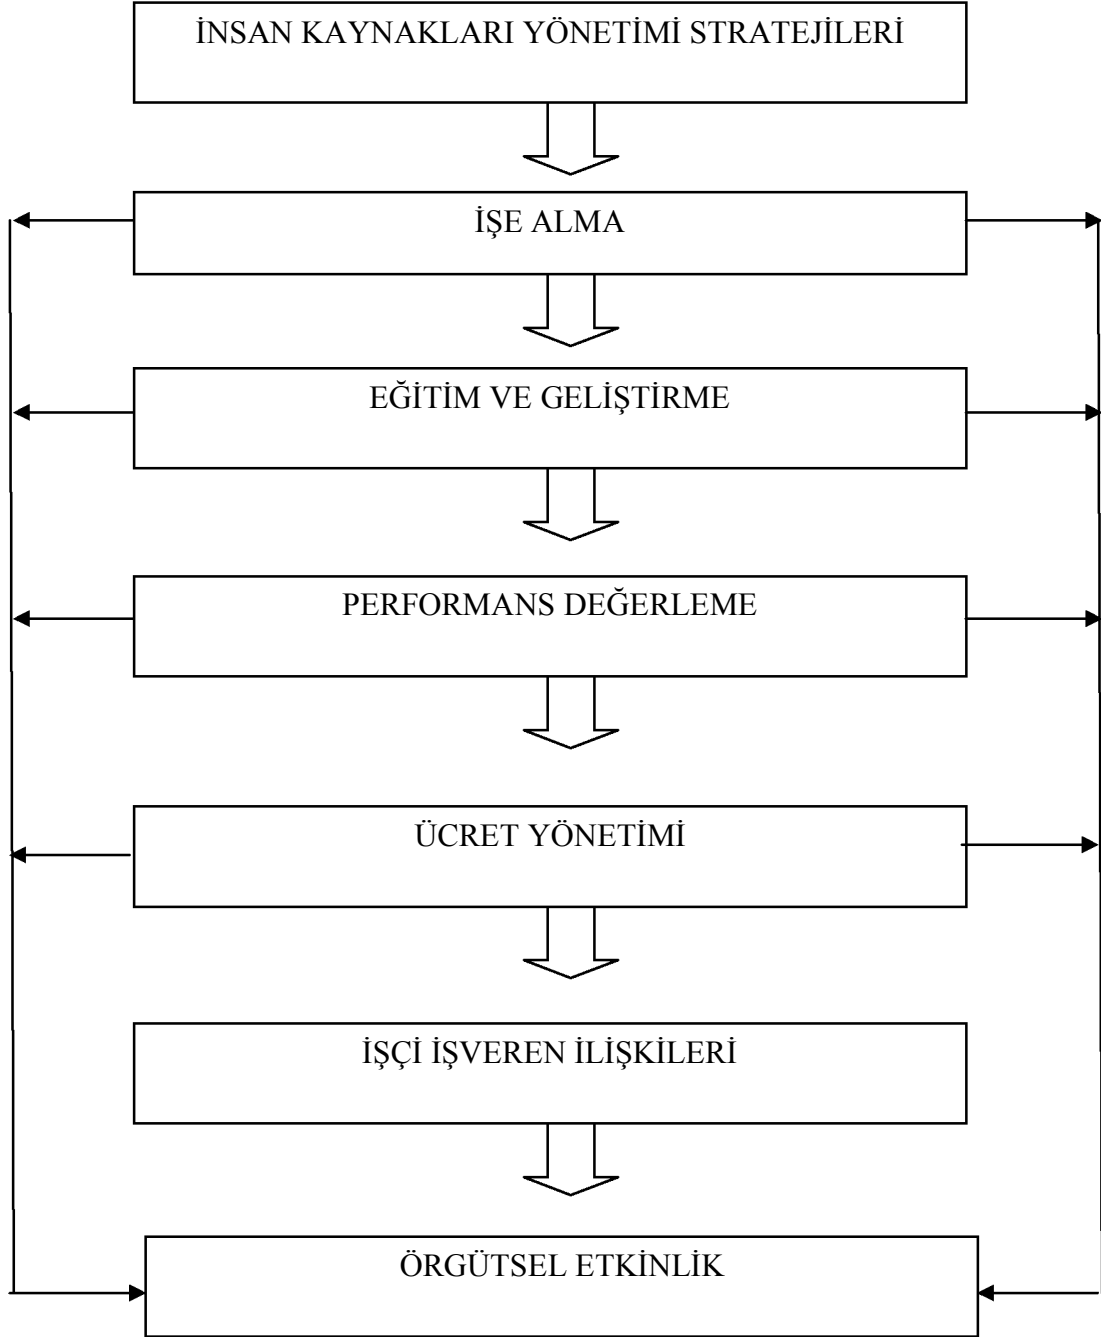 İNSAN KAYNAKLARI YÖNETİMİ STRATEJİLERİ
İŞE ALMA
EĞİTİM VE GELİŞTİRME
PERFORMANS DEĞERLEME
ÜCRET YÖNETİMİ
İŞÇİ İŞVEREN İLİŞKİLERİ
ÖRGÜTSEL ETKİNLİK